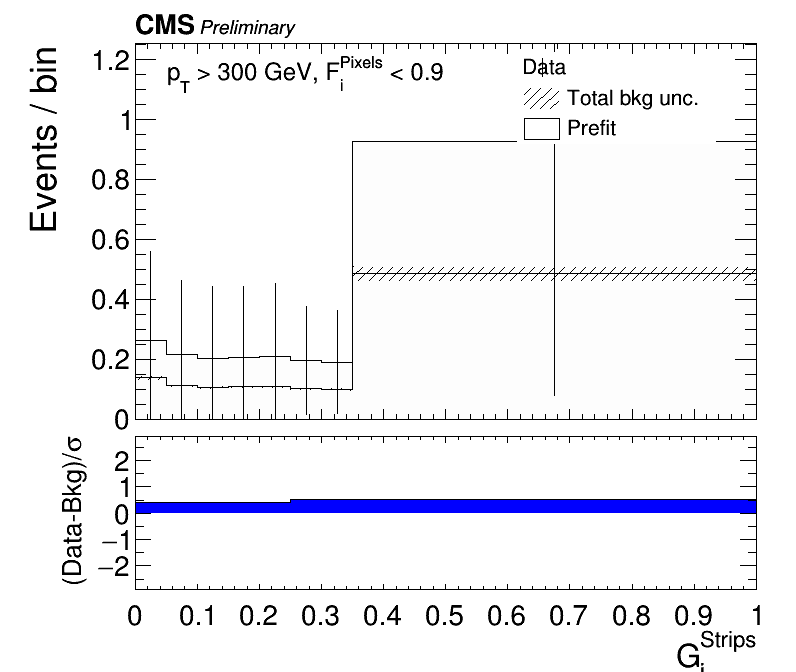 CMS Preliminary
p_T > 300 GeV, F_i^Pixels < 0.9
Data
Total bkg unc.
Prefit
Events / bin
1.2
1
0.8
0.6
0.4
0.2
0
(Data-Bkg)/σ
2
1
0
−1
−2
0 0.1 0.2 0.3 0.4 0.5 0.6 0.7 0.8 0.9 1
G_i^Strips